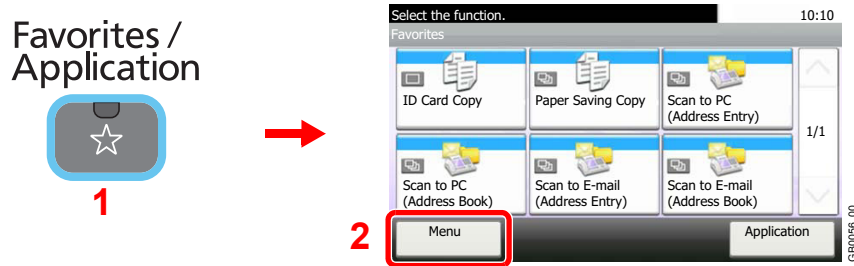 Favorites /
Application
1
Select the function.
10:10
Favorites
ID Card Copy
Paper Saving Copy
Scan to PC
(Address Entry)
1/1
Scan to PC
(Address Book)
Scan to E-mail
(Address Entry)
Scan to E-mail
(Address Book)
2
Menu
Application
GB0056_00